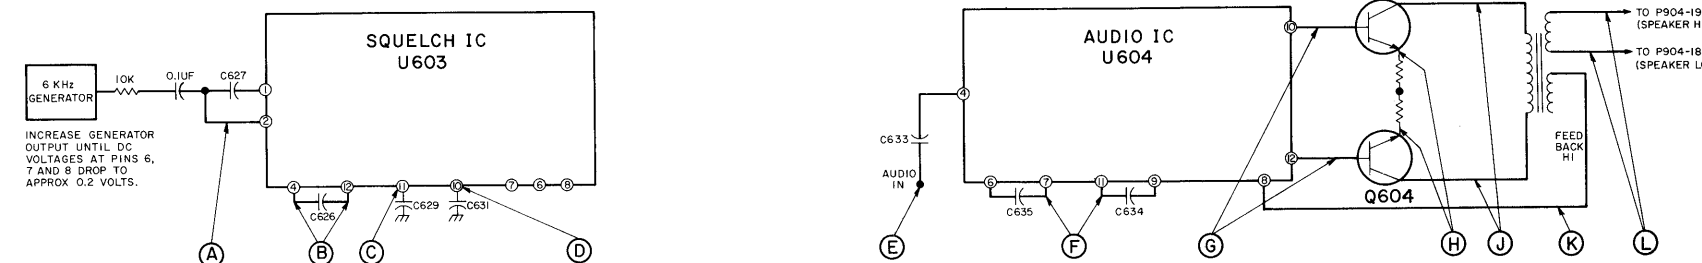 SQUELCH IC
U603
6 KHz
GENERATOR
10K
0.1UF
C627
1
2
INCREASE GENERATOR
OUTPUT UNTIL DC
VOLTAGES AT PINS 6,
7 AND 8 DROP TO
APPROX 0.2 VOLTS.
4
12
11
10
7
6
8
C626
C629
C631
A
B
C
D
AUDIO IC
U604
4
10
12
C633
AUDIO
IN
6
7
11
9
8
C635
C634
Q604
FEED
BACK
HI
TO P904-19
(SPEAKER H
TO P904-18
(SPEAKER L
E
F
G
H
J
K
L